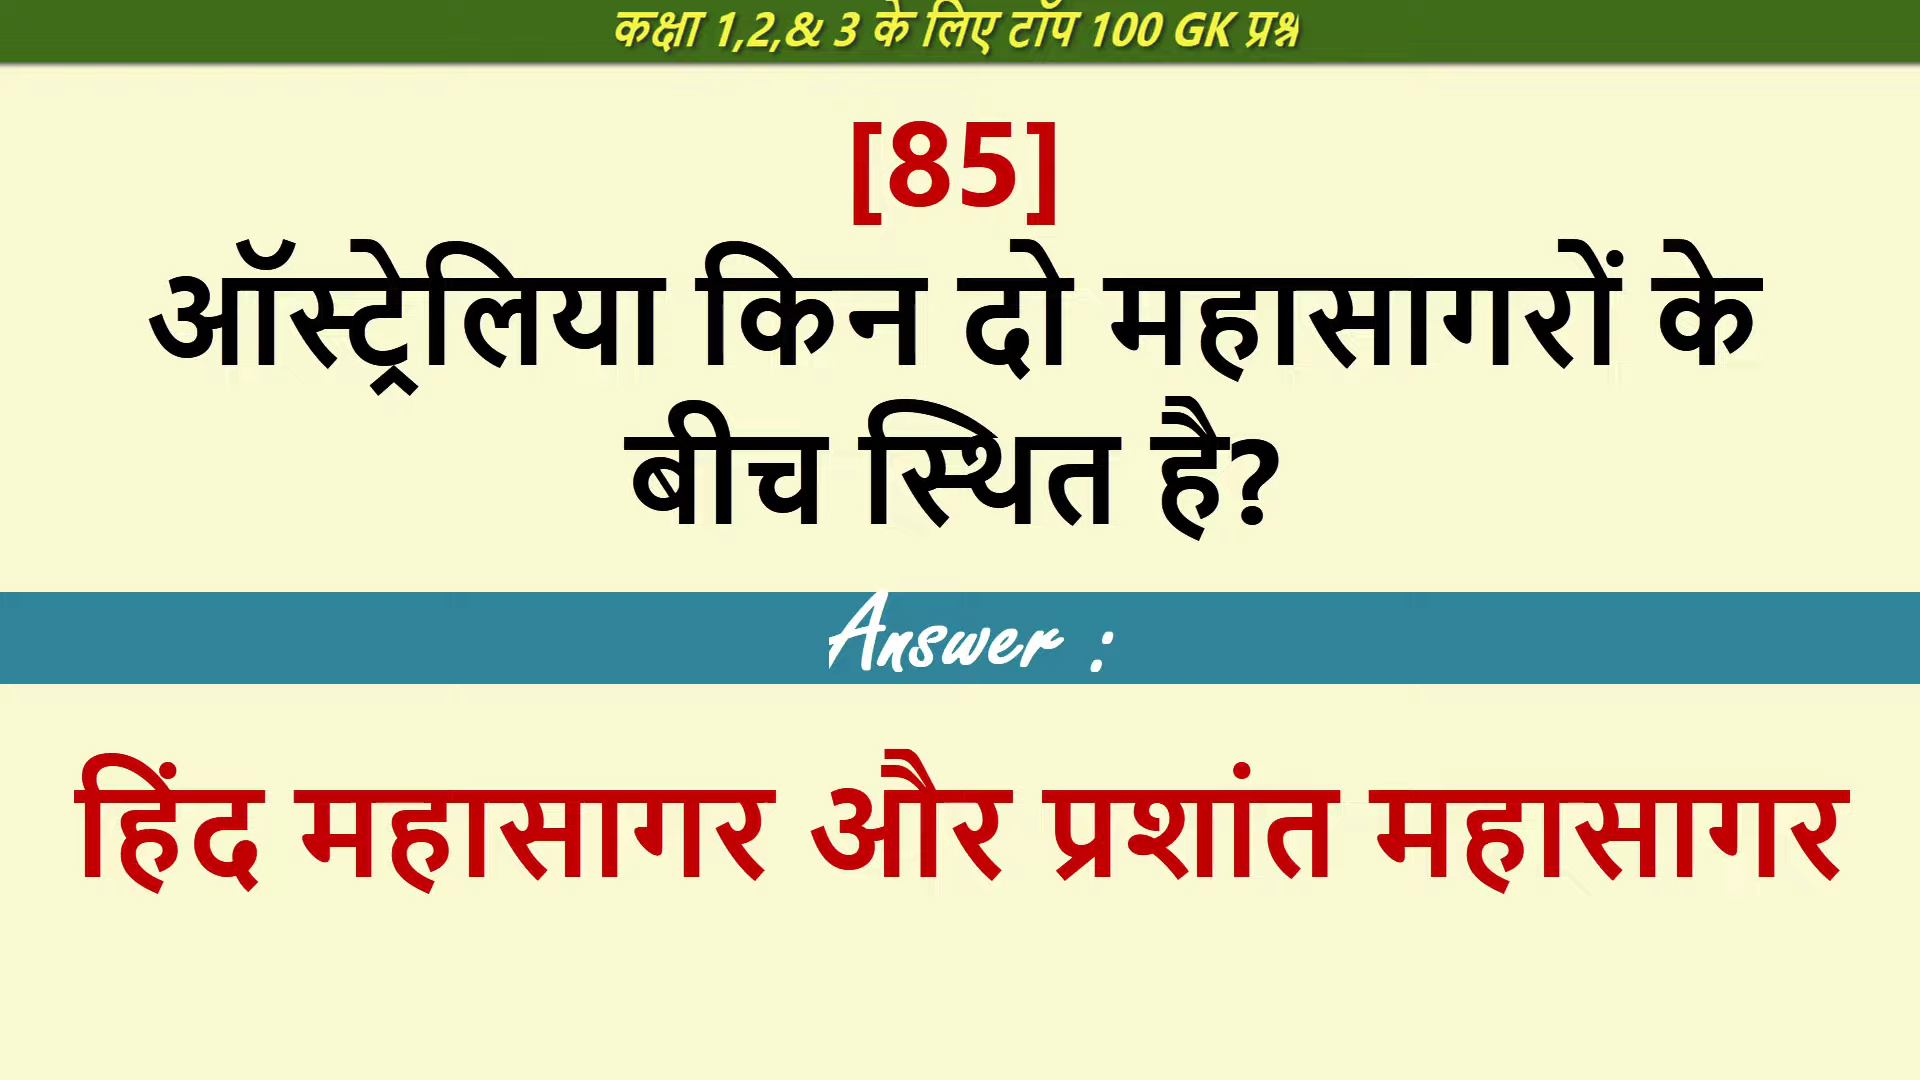 कक्षा 1,2,& 3 के लिए टॉप 100 GK प्रश्न
[85]
ऑस्ट्रेलिया किन दो महासागरों के
बीच स्थित है?
Answer :
हिंद महासागर और प्रशांत महासागर